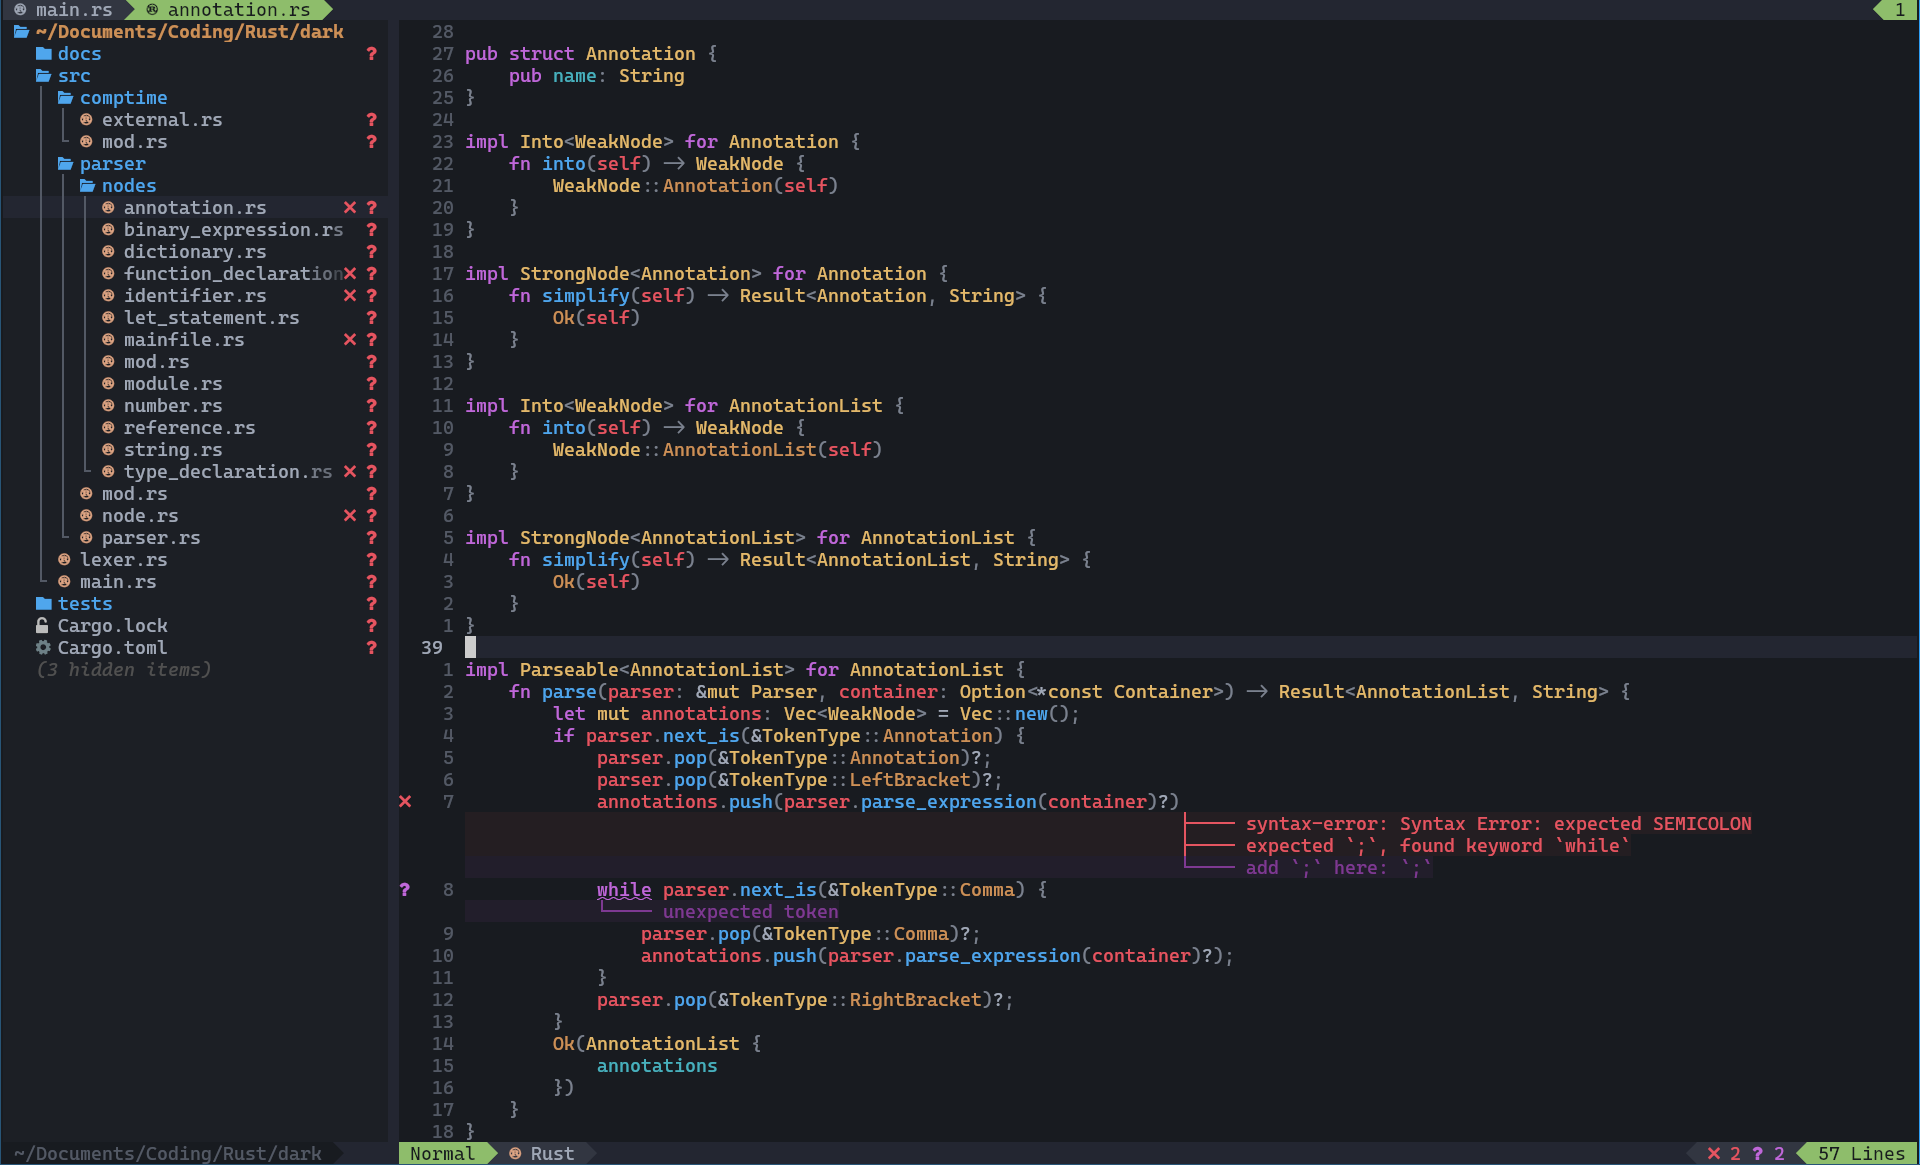 main.rs annotation.rs 1
~/Documents/Coding/Rust/dark
docs ?
src
comptime
external.rs ?
mod.rs ?
parser
nodes
annotation.rs × ?
binary_expression.rs ?
dictionary.rs ?
function_declaration × ?
identifier.rs × ?
let_statement.rs ?
mainfile.rs × ?
mod.rs ?
module.rs ?
number.rs ?
reference.rs ?
string.rs ?
type_declaration.rs × ?
mod.rs ?
node.rs × ?
parser.rs ?
lexer.rs ?
main.rs ?
tests ?
Cargo.lock ?
Cargo.toml ?
(3 hidden items)
~/Documents/Coding/Rust/dark
28
27 pub struct Annotation {
26     pub name: String
25 }
24
23 impl Into<WeakNode> for Annotation {
22     fn into(self) -> WeakNode {
21         WeakNode::Annotation(self)
20     }
19 }
18
17 impl StrongNode<Annotation> for Annotation {
16     fn simplify(self) -> Result<Annotation, String> {
15         Ok(self)
14     }
13 }
12
11 impl Into<WeakNode> for AnnotationList {
10     fn into(self) -> WeakNode {
9         WeakNode::AnnotationList(self)
8     }
7 }
6
5 impl StrongNode<AnnotationList> for AnnotationList {
4     fn simplify(self) -> Result<AnnotationList, String> {
3         Ok(self)
2     }
1 }
39
1 impl Parseable<AnnotationList> for AnnotationList {
2     fn parse(parser: &mut Parser, container: Option<*const Container>) -> Result<AnnotationList, String> {
3         let mut annotations: Vec<WeakNode> = Vec::new();
4         if parser.next_is(&TokenType::Annotation) {
5             parser.pop(&TokenType::Annotation)?;
6             parser.pop(&TokenType::LeftBracket)?;
× 7             annotations.push(parser.parse_expression(container)?)
syntax-error: Syntax Error: expected SEMICOLON
expected `;`, found keyword `while`
add `;` here: `;`
? 8             while parser.next_is(&TokenType::Comma) {
unexpected token
9                 parser.pop(&TokenType::Comma)?;
10                 annotations.push(parser.parse_expression(container)?);
11             }
12             parser.pop(&TokenType::RightBracket)?;
13         }
14         Ok(AnnotationList {
15             annotations
16         })
17     }
18 }
Normal Rust × 2 ? 2 57 Lines